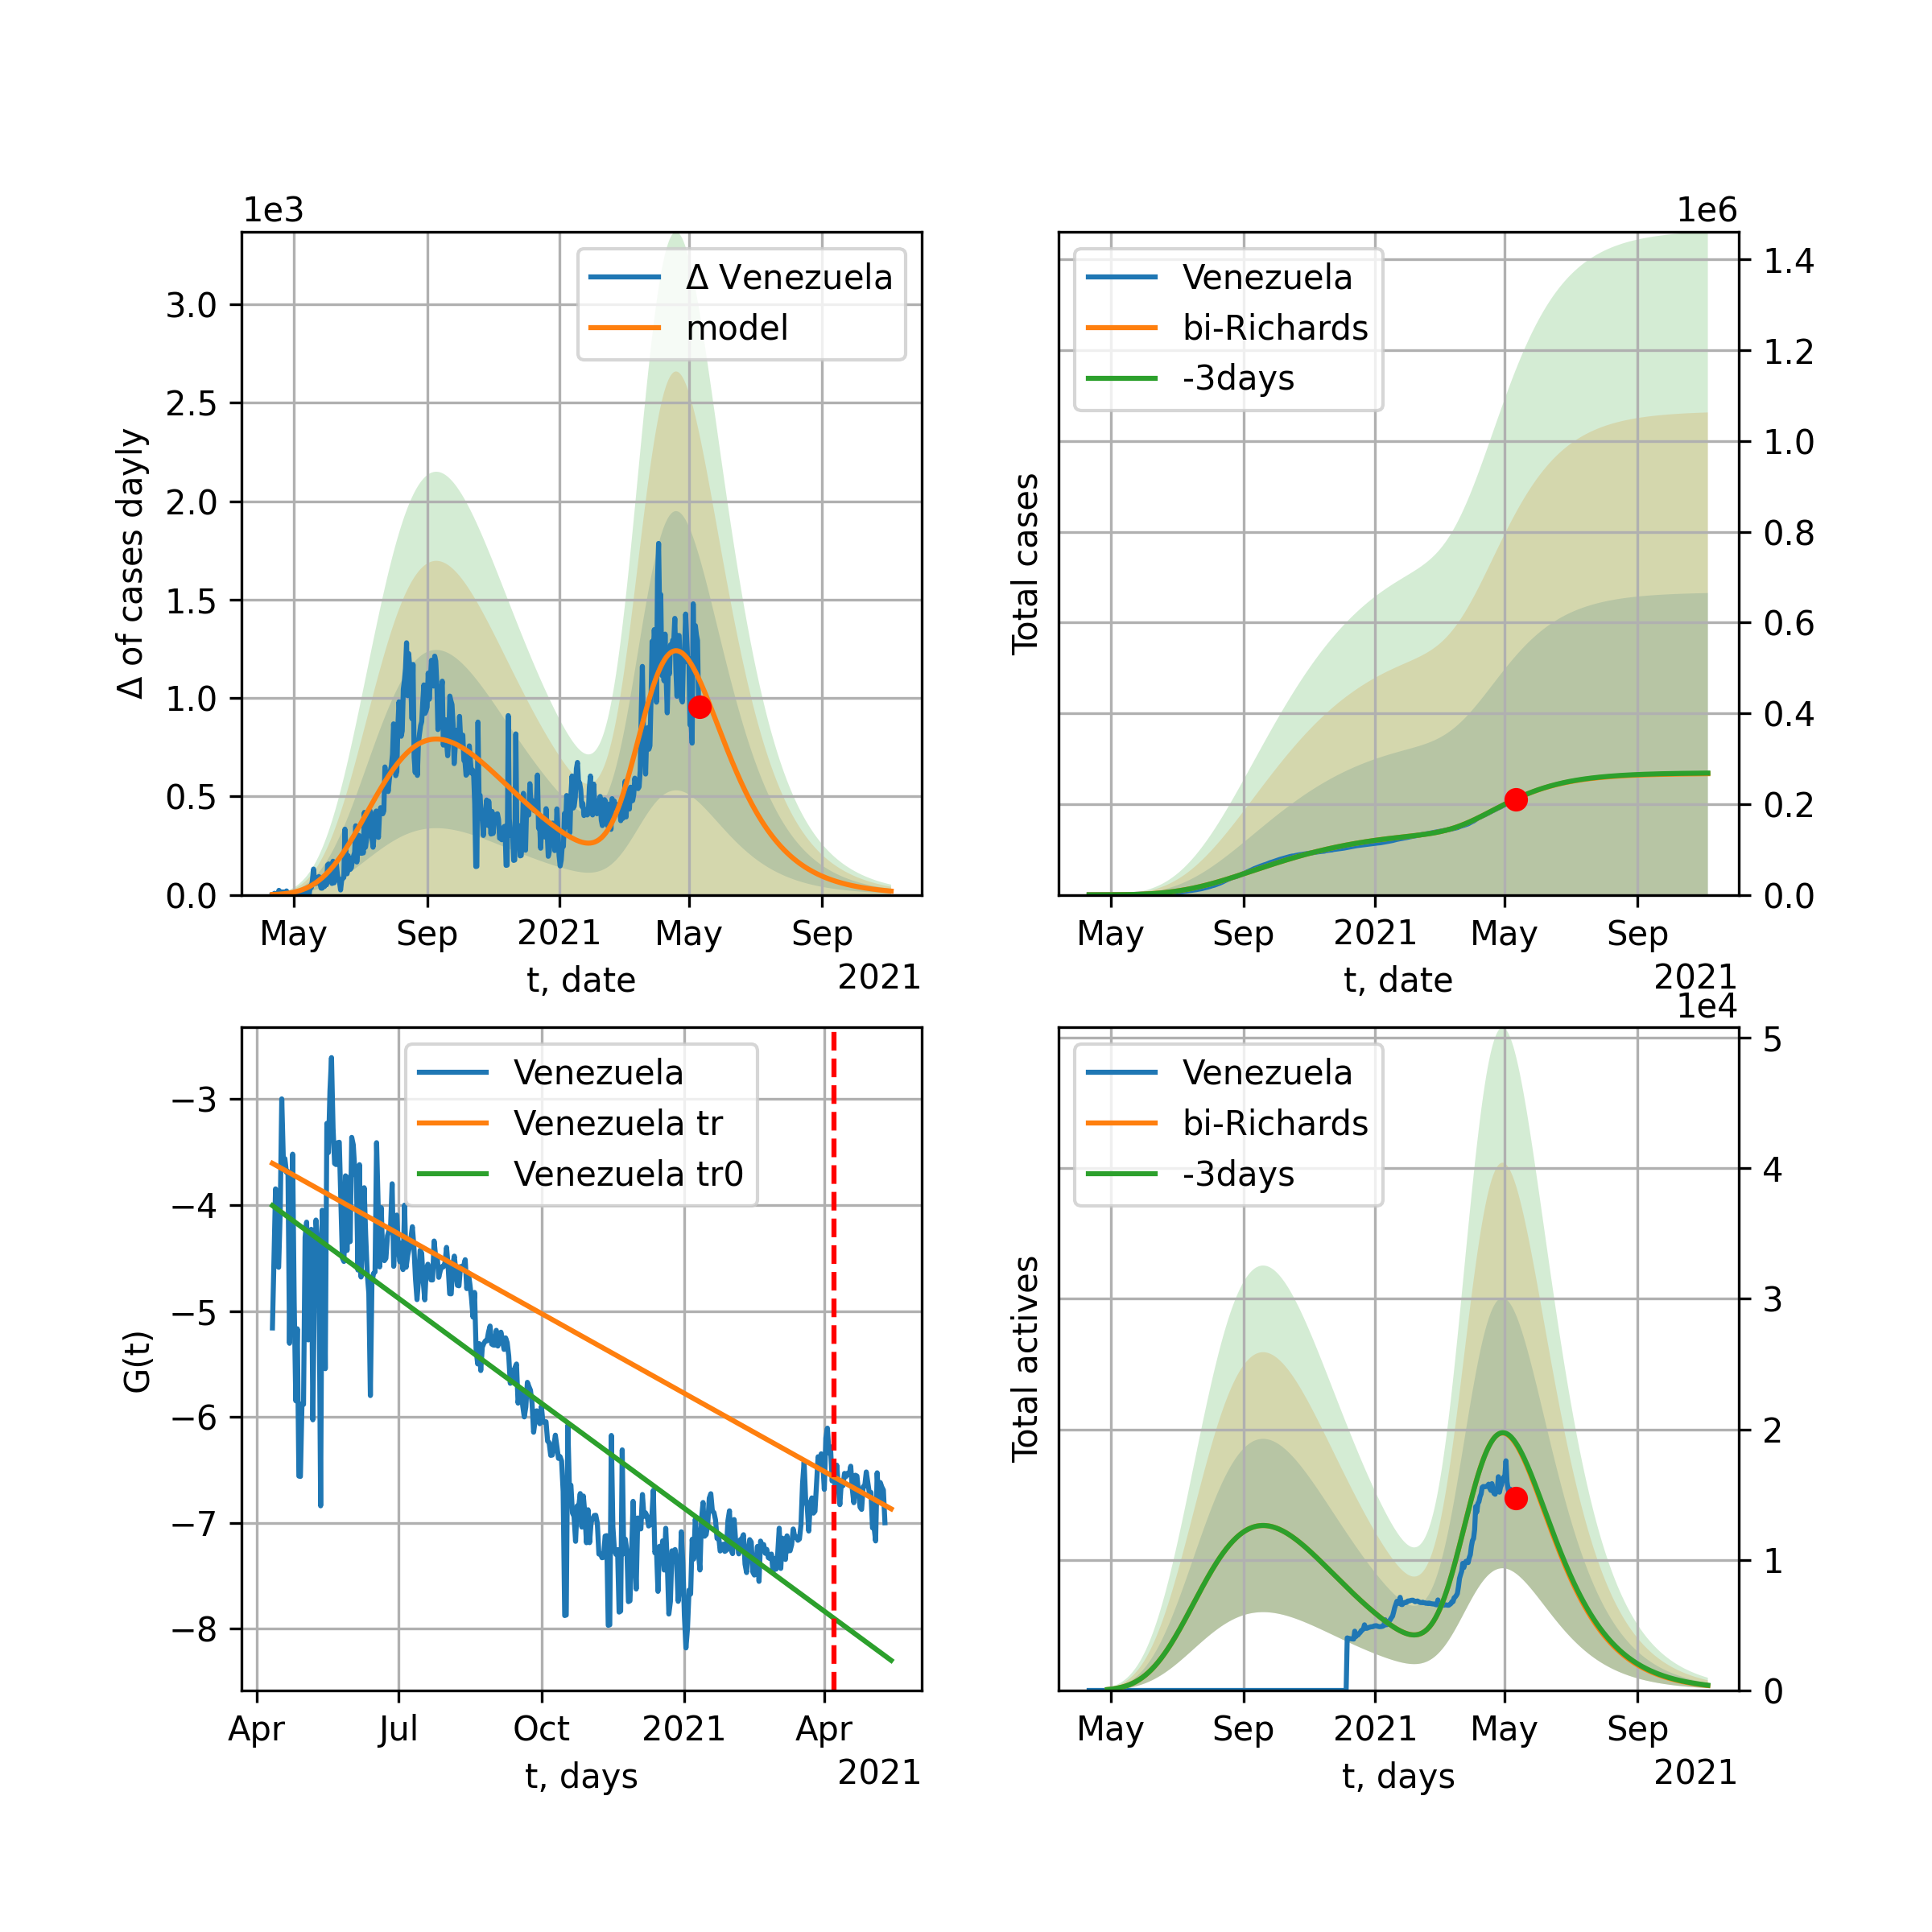 1e3
Δ of cases dayly
3.0
2.5
2.0
1.5
1.0
0.5
0.0
Δ Venezuela
model
May Sep 2021 May Sep
t, date
2021
1e6
Total cases
Venezuela
bi-Richards
-3days
1.4
1.2
1.0
0.8
0.6
0.4
0.2
0.0
May Sep 2021 May Sep
t, date
2021
G(t)
−3
−4
−5
−6
−7
−8
Venezuela
Venezuela tr
Venezuela tr0
Apr Jul Oct 2021 Apr
t, days
2021
1e4
Total actives
Venezuela
bi-Richards
-3days
5
4
3
2
1
0
May Sep 2021 May Sep
t, days
2021